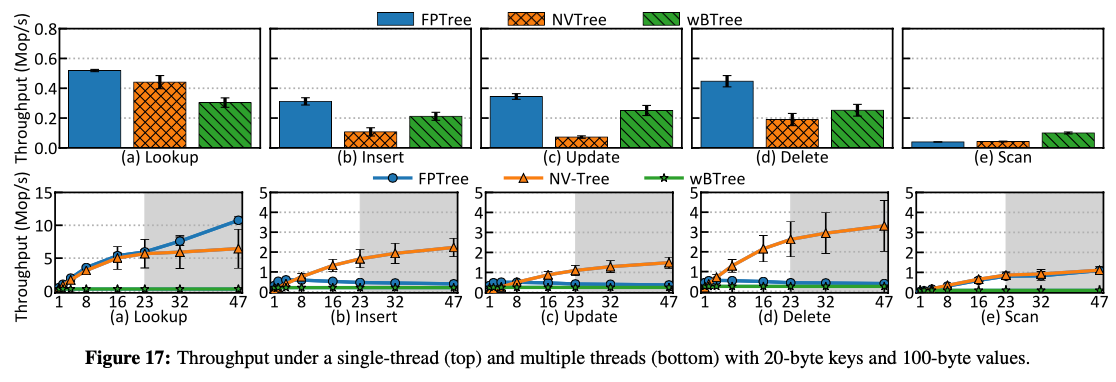 FPTree NVTree wBTree
Throughput (Mop/s)
0.8
0.6
0.4
0.2
0.0
(a) Lookup (b) Insert (c) Update (d) Delete (e) Scan
FPTree NV-Tree wBTree
Throughput (Mop/s)
15 5 5 5 5
10 4 4 4 4
5 3 3 3 3
0 2 2 2 2
1 1 1 1
0 0 0 0
1 8 16 23 32 47 1 8 16 23 32 47 1 8 16 23 32 47 1 8 16 23 32 47 1 8 16 23 32 47
(a) Lookup (b) Insert (c) Update (d) Delete (e) Scan
Figure 17: Throughput under a single-thread (top) and multiple threads (bottom) with 20-byte keys and 100-byte values.